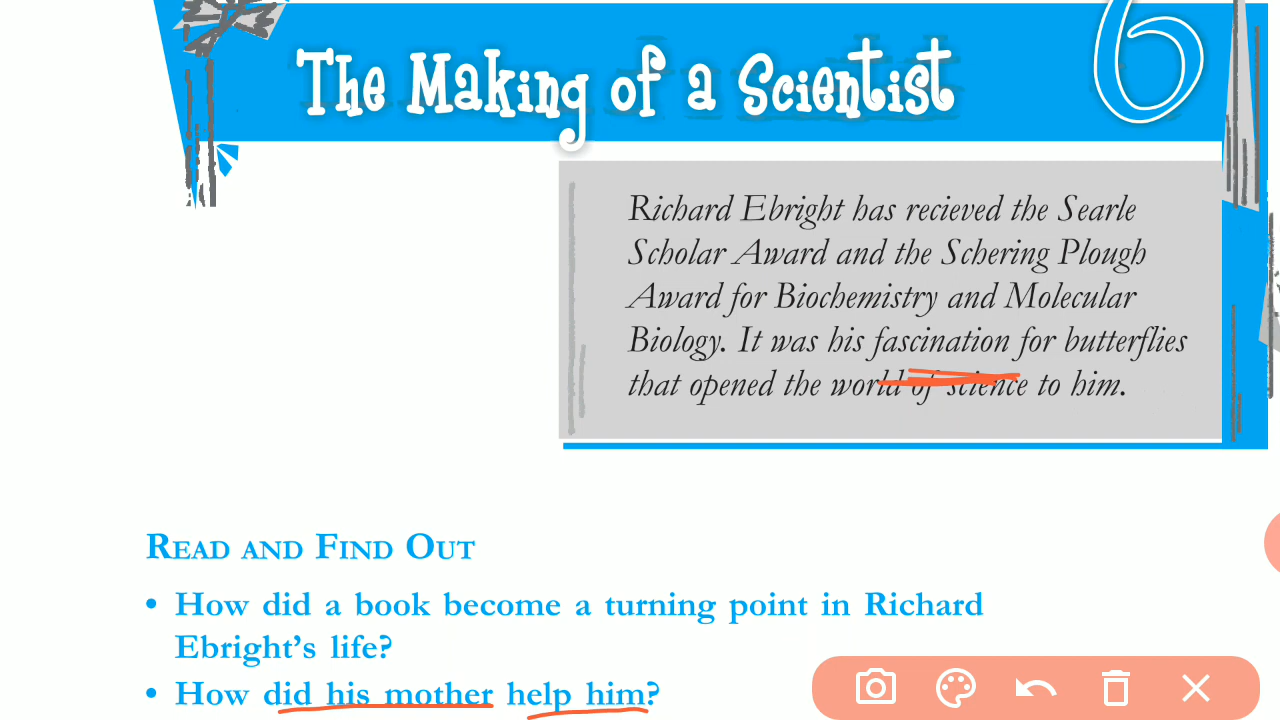 The Making of a Scientist
6
Richard Ebright has recieved the Searle
Scholar Award and the Schering Plough
Award for Biochemistry and Molecular
Biology. It was his fascination for butterflies
that opened the world of science to him.
READ AND FIND OUT
• How did a book become a turning point in Richard
Ebright's life?
• How did his mother help him?